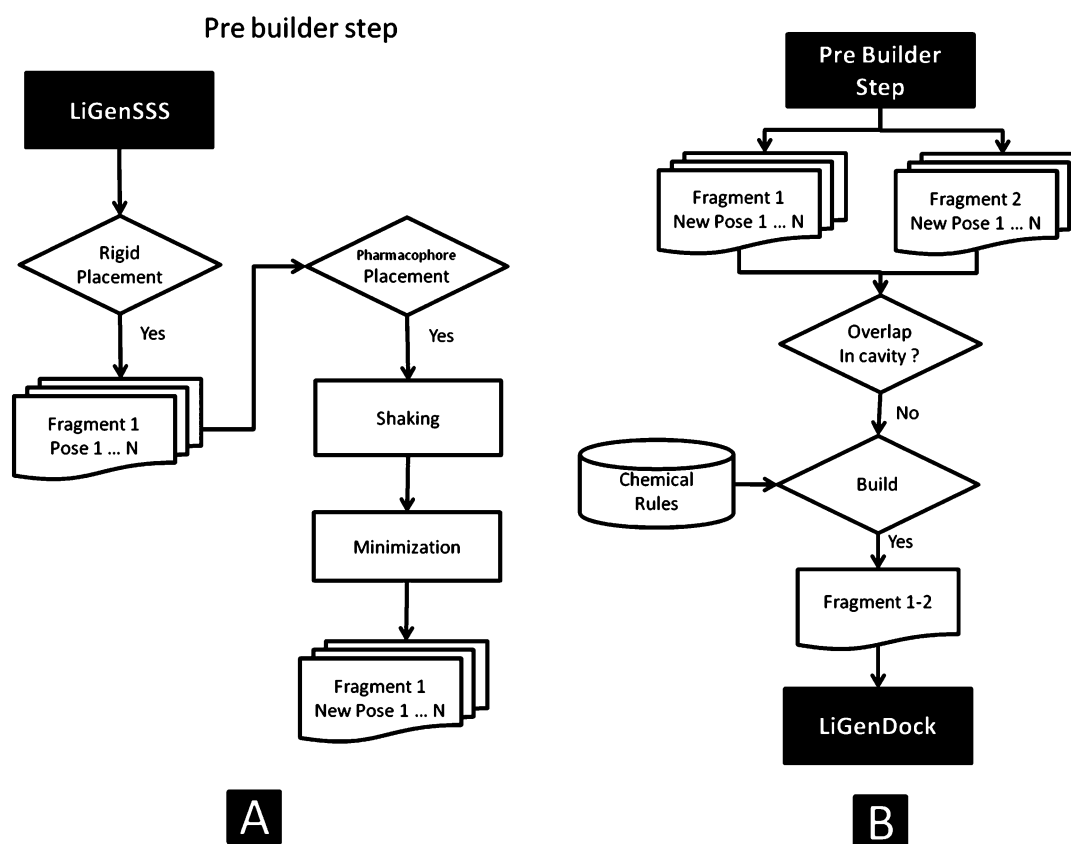 Pre builder step
LiGenSSS
Rigid
Placement
Yes
Fragment 1
Pose 1 ... N
Pharmacophore
Placement
Yes
Shaking
Minimization
Fragment 1
New Pose 1 ... N
A
Pre Builder
Step
Fragment 1
New Pose 1 ... N
Fragment 2
New Pose 1 ... N
Overlap
In cavity ?
No
Chemical
Rules
Build
Yes
Fragment 1-2
LiGenDock
B